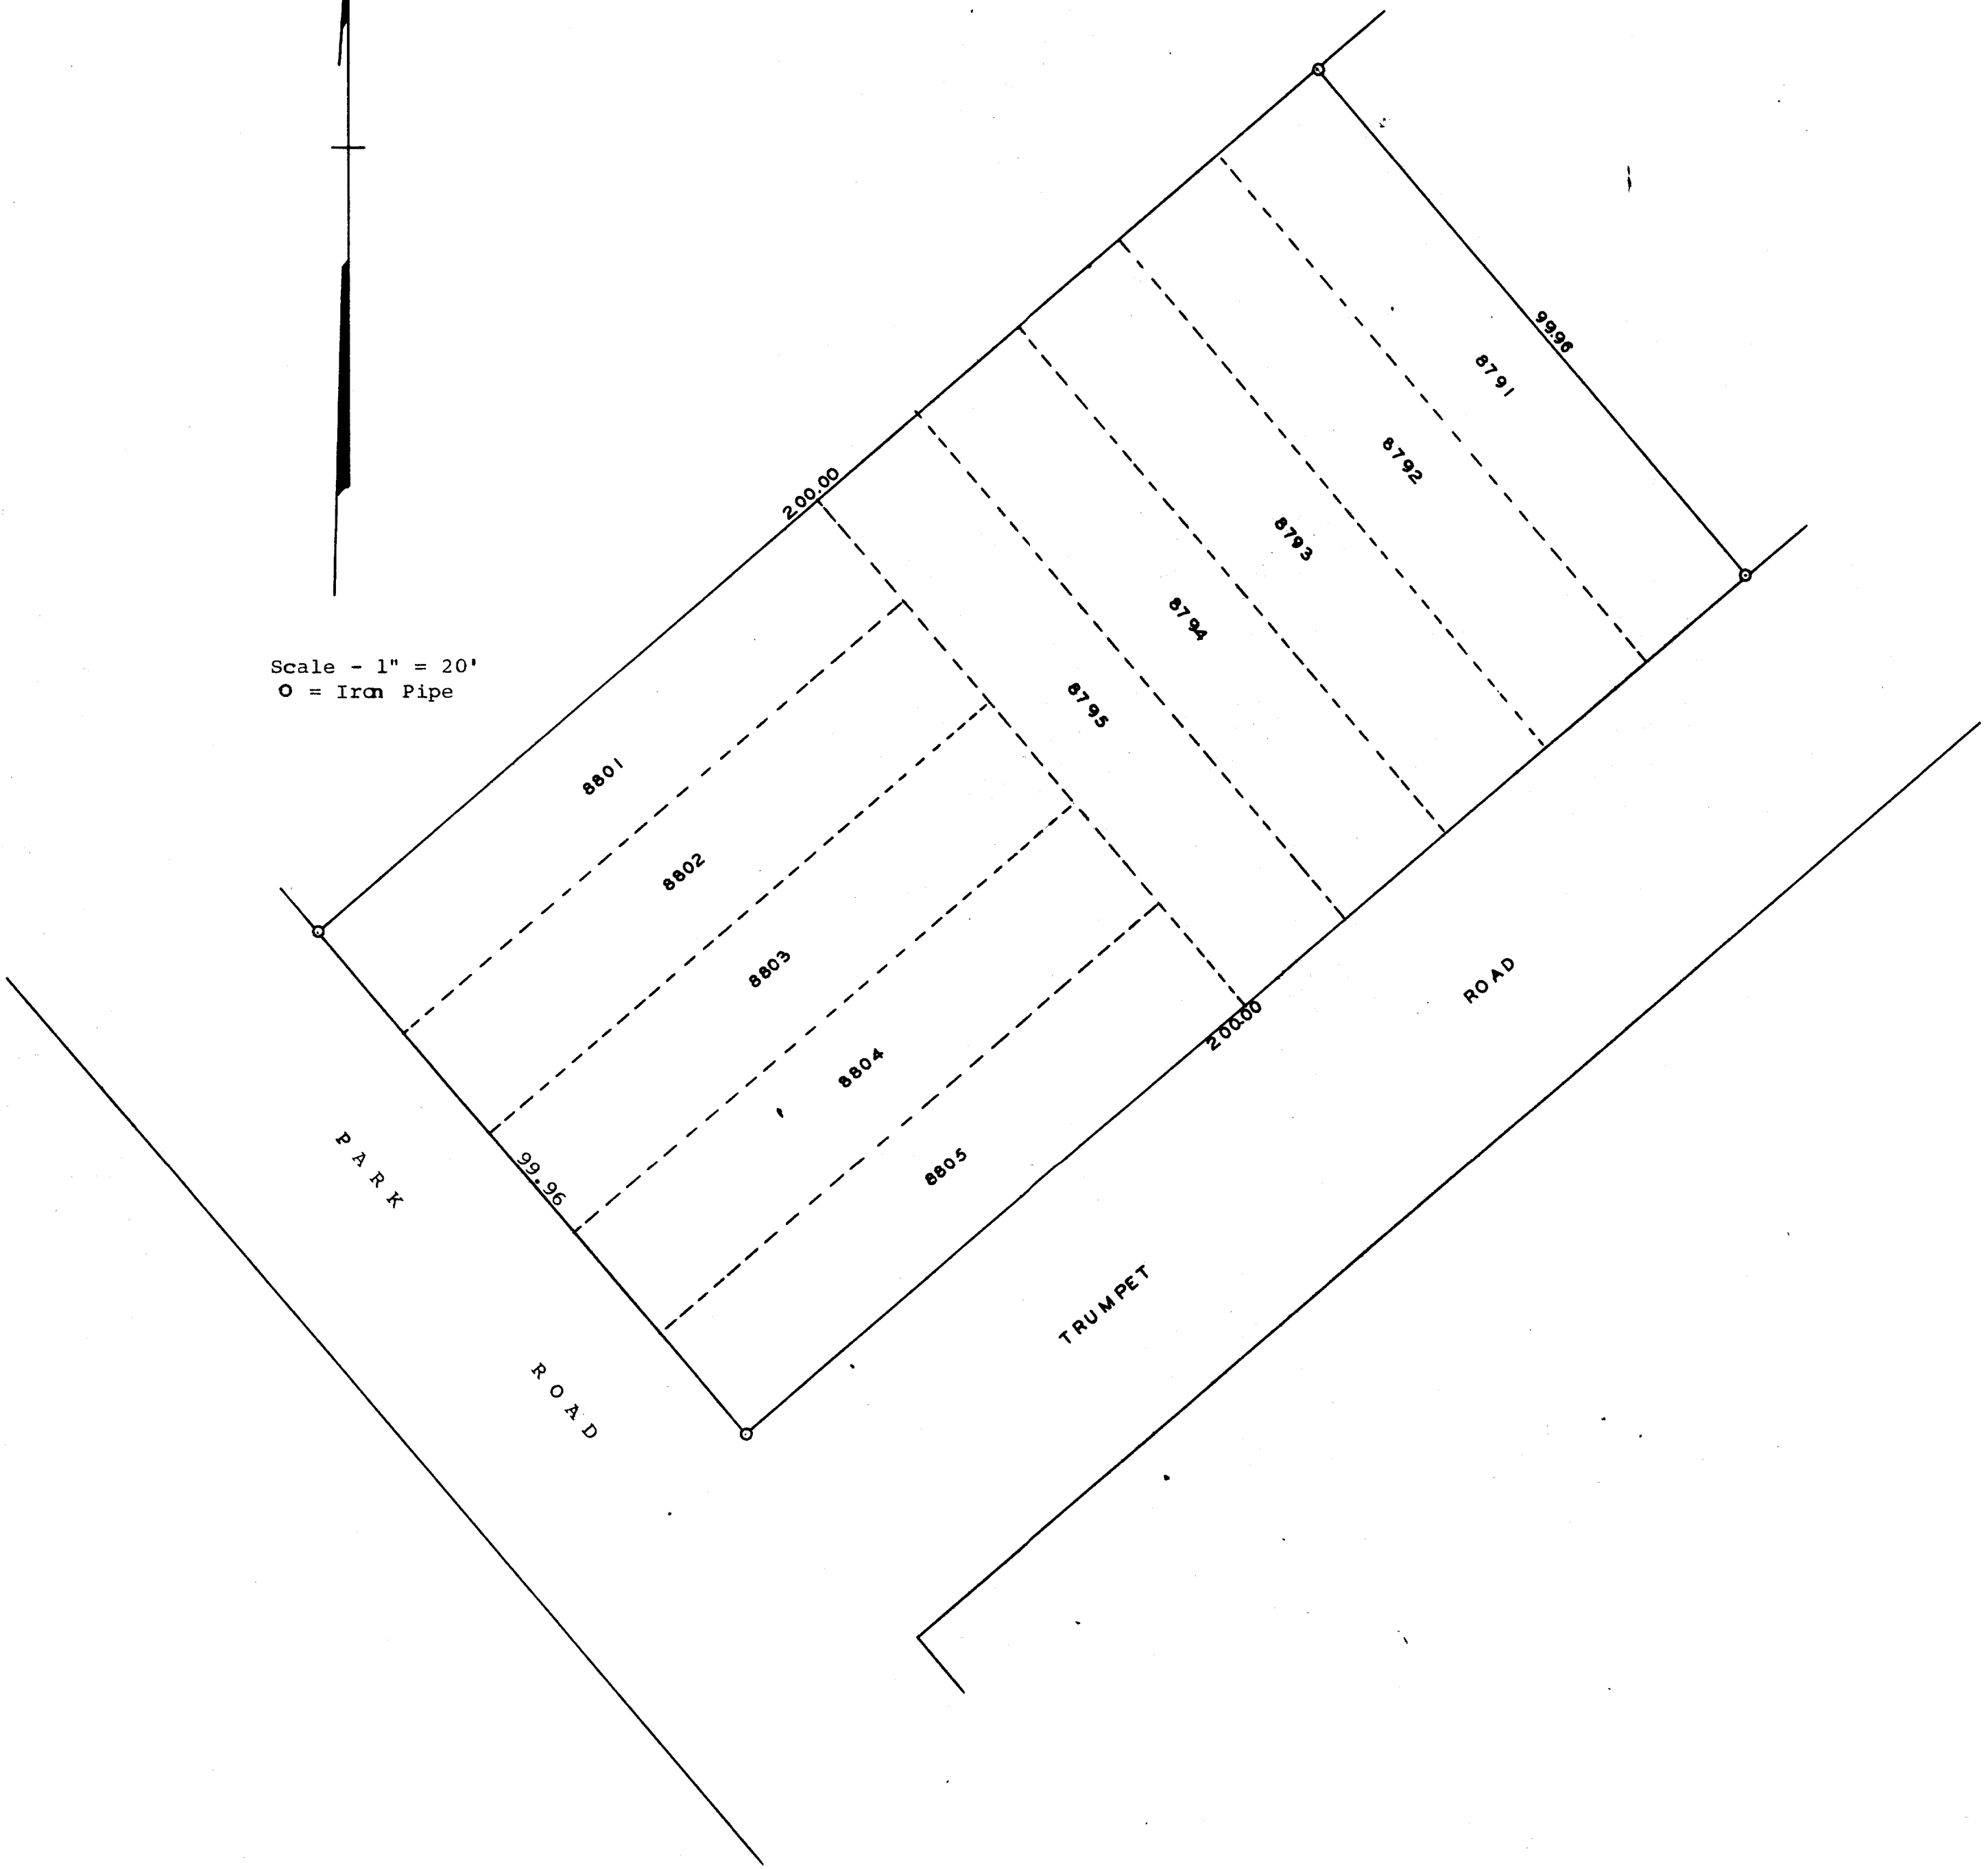 99.96
8791
8792
200.00
8793
8794
Scale - 1" = 20'
O = Iron Pipe
8795
8801
8802
8803
ROAD
200.00
8804
PARK
99.96
8805
TRUMPET
ROAD